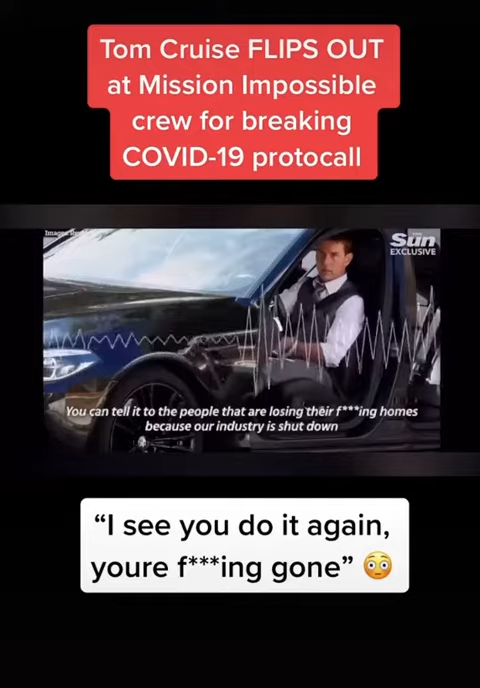 Tom Cruise FLIPS OUT
at Mission Impossible
crew for breaking
COVID-19 protocall
Sun
EXCLUSIVE
You can tell it to the people that are losing their f***ing homes
because our industry is shut down
“I see you do it again,
youre f***ing gone” 😳